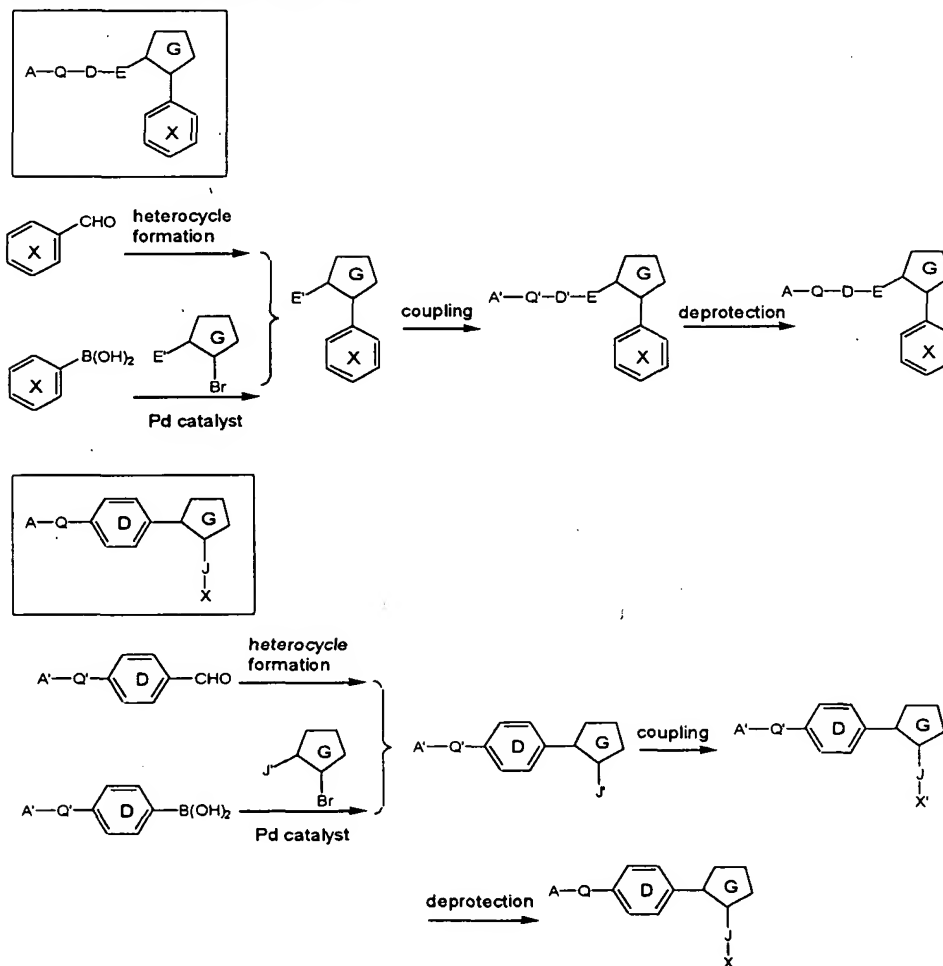 A—Q—D—E
G
X
X
CHO
heterocycle
formation
X
B(OH)2
E'
G
Br
Pd catalyst
E'
G
X
coupling
A'—Q'—D'—E
G
X
deprotection
A—Q—D—E
G
X
A—Q
D
G
J
X
A'—Q'
D
CHO
heterocycle
formation
A'—Q'
D
B(OH)2
J'
G
Br
Pd catalyst
A'—Q'
D
G
J'
coupling
A'—Q'
D
G
J
X'
deprotection
A—Q
D
G
J
X